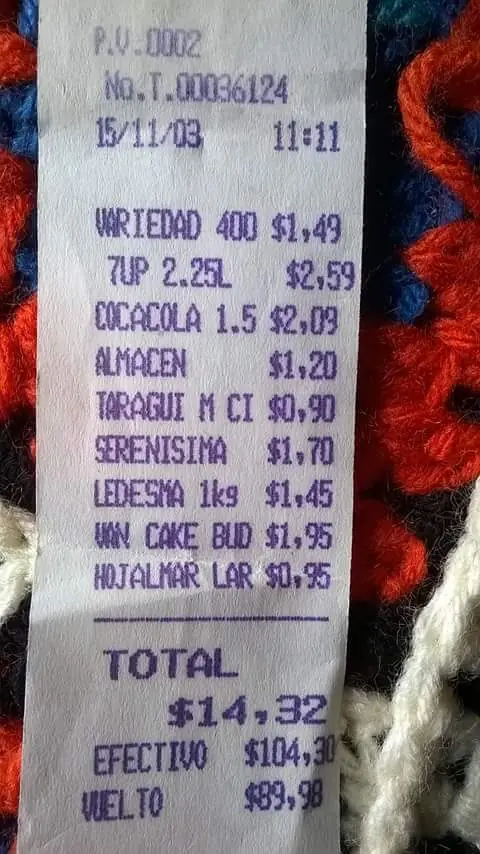 P.V.0002
No.T.00036124
15/11/03 11:11
VARIEDAD 400 $1,49
7UP 2.25L $2,59
COCACOLA 1.5 $2,09
ALMACEN $1,20
TARAGUI M CI $0,90
SERENISIMA $1,70
LEDESMA 1kg $1,45
VAN CAKE BUD $1,95
HOJALMAR LAR $0,95
TOTAL
$14,32
EFECTIVO $104,30
VUELTO $89,98